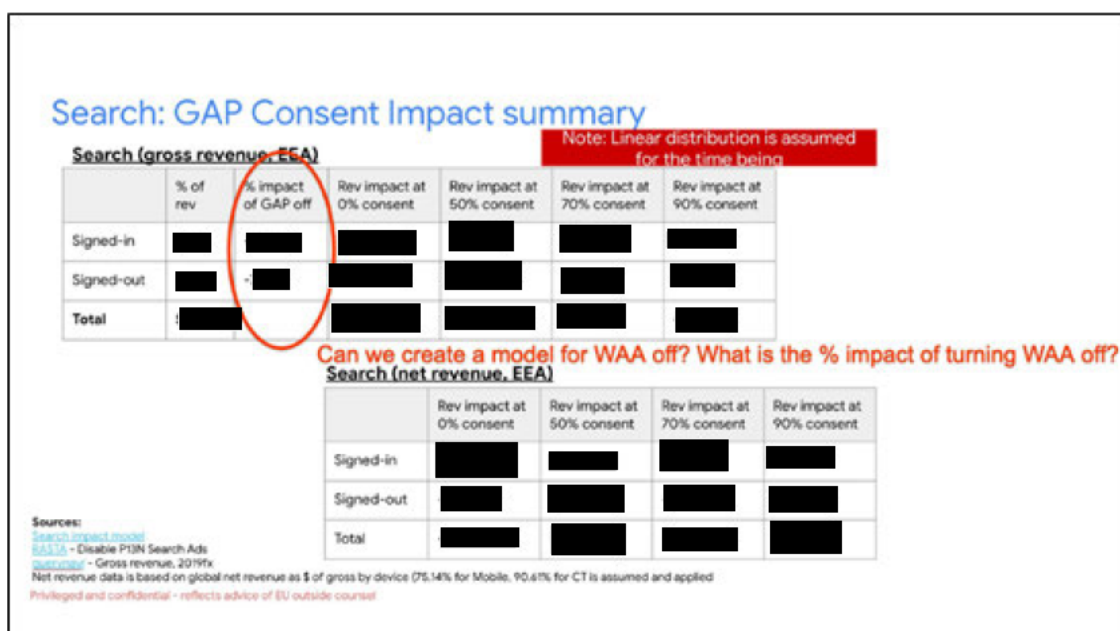 Search: GAP Consent Impact summary
Note: Linear distribution is assumed
for the time being
Search (gross revenue, EEA)
% of rev | % impact of GAP off | Rev impact at 0% consent | Rev impact at 50% consent | Rev impact at 70% consent | Rev impact at 90% consent
Signed-in
Signed-out
Total
Can we create a model for WAA off? What is the % impact of turning WAA off?
Search (net revenue, EEA)
Rev impact at 0% consent | Rev impact at 50% consent | Rev impact at 70% consent | Rev impact at 90% consent
Signed-in
Signed-out
Total
Sources:
Search impact model
RASTA - Disable P13N Search Ads
- Gross revenue, 2019fx
Net revenue data is based on global net revenue as $ of gross by device (75.14% for Mobile, 90.61% for CT is assumed and applied
Privileged and confidential - reflects advice of EU outside counsel